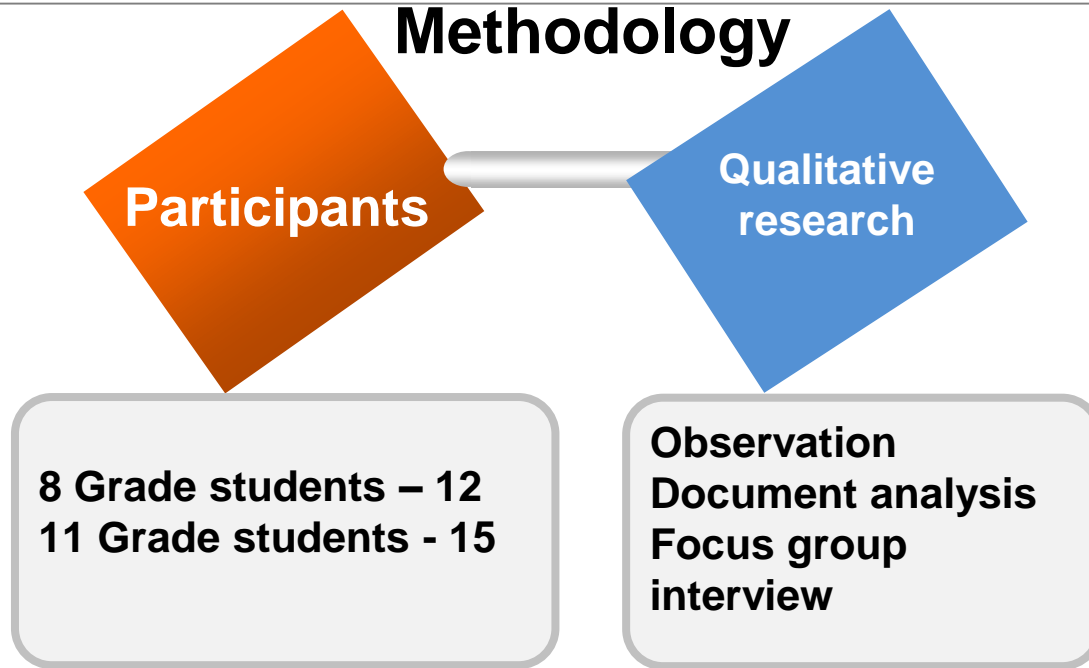 Methodology
Participants
Qualitative
research
8 Grade students – 12
11 Grade students - 15
Observation
Document analysis
Focus group
interview